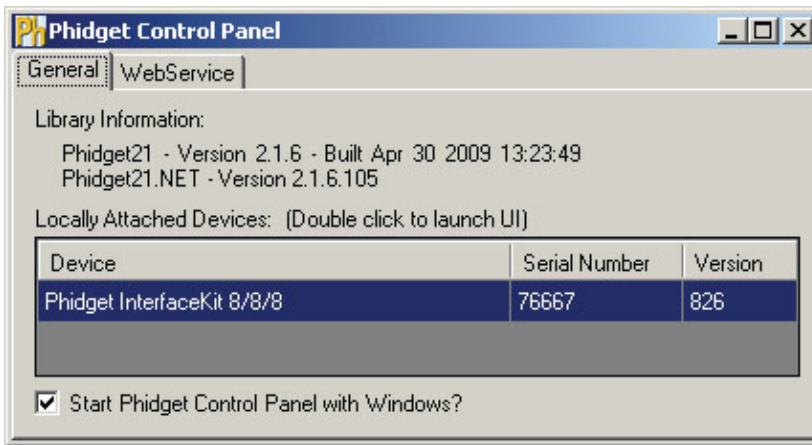 Ph Phidget Control Panel
General WebService
Library Information:
Phidget21 - Version 2.1.6 - Built Apr 30 2009 13:23:49
Phidget21.NET - Version 2.1.6.105
Locally Attached Devices: (Double click to launch UI)
Device Serial Number Version
Phidget InterfaceKit 8/8/8 76667 826
Start Phidget Control Panel with Windows?